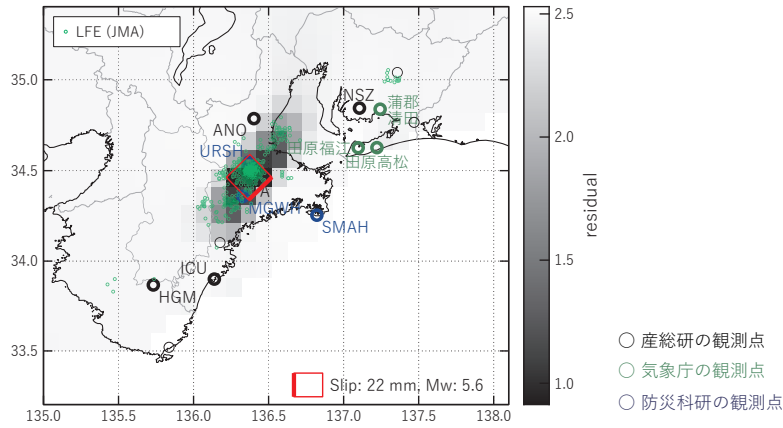 LFE (JMA)
35.0
34.5
34.0
33.5
135.0
135.5
136.0
136.5
137.0
137.5
138.0
NSZ
蒲郡
清田
ANO
URSH
田原福江
田原高松
A
MGWH
SMAH
ICU
HGM
Slip: 22 mm, Mw: 5.6
2.5
2.0
1.5
1.0
residual
産総研の観測点
気象庁の観測点
防災科研の観測点